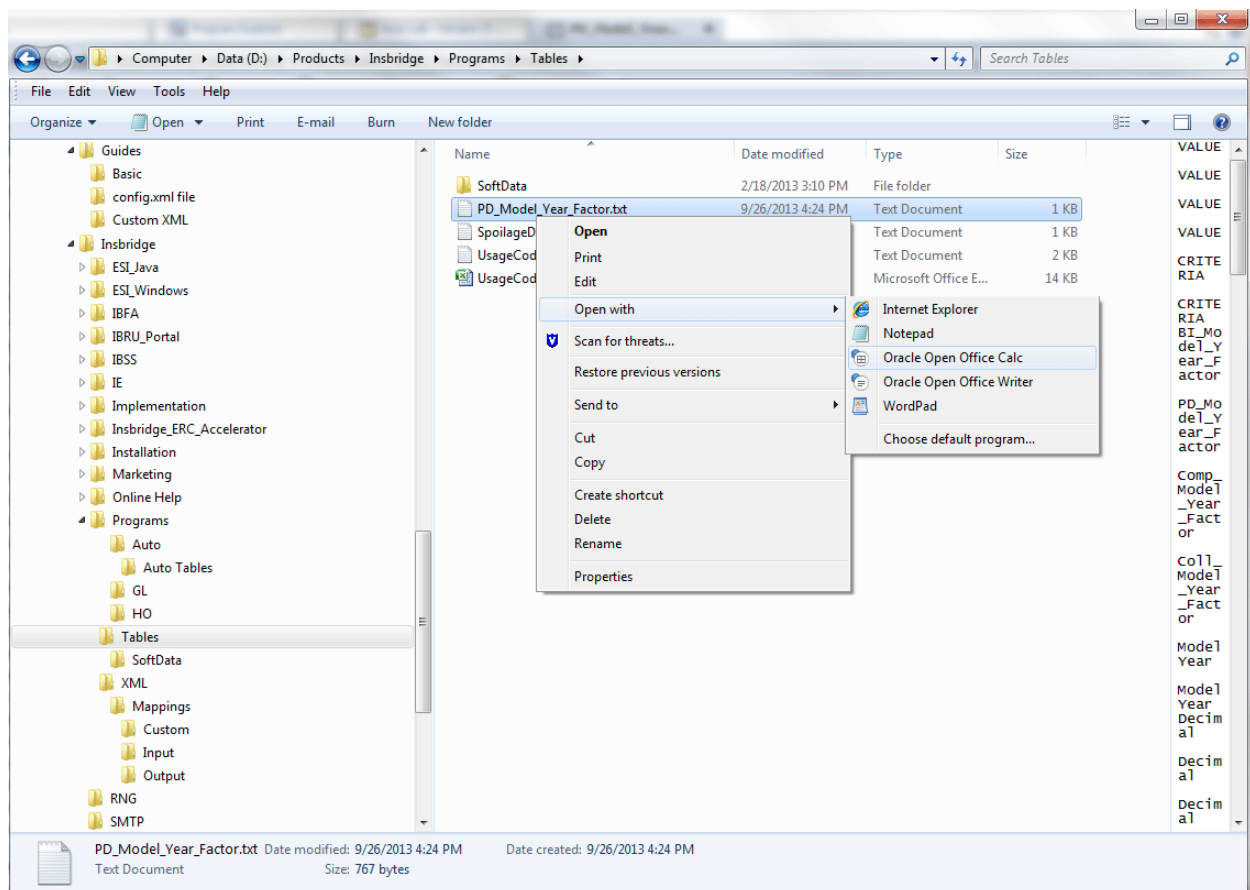 Computer ▸ Data (D:) ▸ Products ▸ Insbridge ▸ Programs ▸ Tables ▸
Search Tables
File Edit View Tools Help
Organize Open Print E-mail Burn New folder
Guides
Basic
config.xml file
Custom XML
Insbridge
ESI_Java
ESI_Windows
IBFA
IBRU_Portal
IBSS
IE
Implementation
Insbridge_ERC_Accelerator
Installation
Marketing
Online Help
Programs
Auto
Auto Tables
GL
HO
Tables
SoftData
XML
Mappings
Custom
Input
Output
RNG
SMTP
Name Date modified Type Size
SoftData 2/18/2013 3:10 PM File folder
PD_Model_Year_Factor.txt 9/26/2013 4:24 PM Text Document 1 KB
SpoilageD Text Document 1 KB
UsageCod Text Document 2 KB
UsageCod Microsoft Office E... 14 KB
Open
Print
Edit
Open with
Scan for threats...
Restore previous versions
Send to
Cut
Copy
Create shortcut
Delete
Rename
Properties
Internet Explorer
Notepad
Oracle Open Office Calc
Oracle Open Office Writer
WordPad
Choose default program...
VALUE
VALUE
VALUE
VALUE
CRITE
RIA
CRITE
RIA
BI_Mo
del_Y
ear_F
actor
PD_Mo
del_Y
ear_F
actor
Comp_
Model
_Year
_Fact
or
Coll_
Model
_Year
_Fact
or
Model
Year
Model
Year
Decim
al
Decim
al
Decim
al
PD_Model_Year_Factor.txt Date modified: 9/26/2013 4:24 PM Date created: 9/26/2013 4:24 PM
Text Document Size: 767 bytes